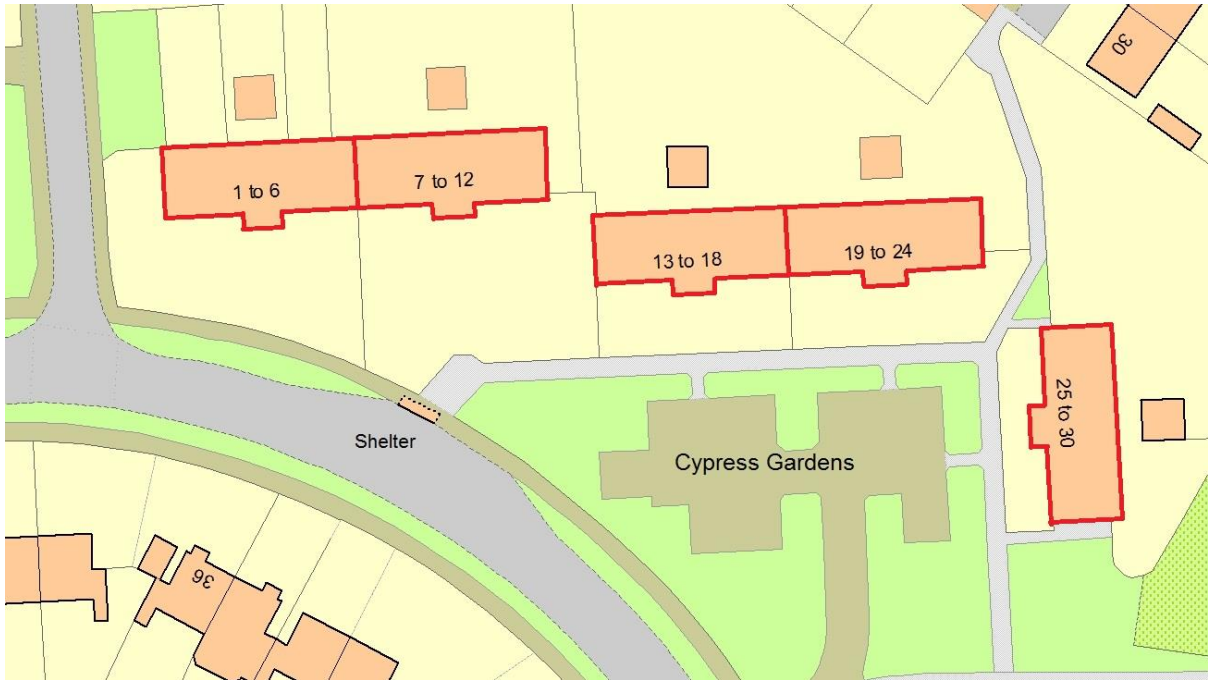 30
1 to 6
7 to 12
13 to 18
19 to 24
25 to 30
Shelter
Cypress Gardens
36